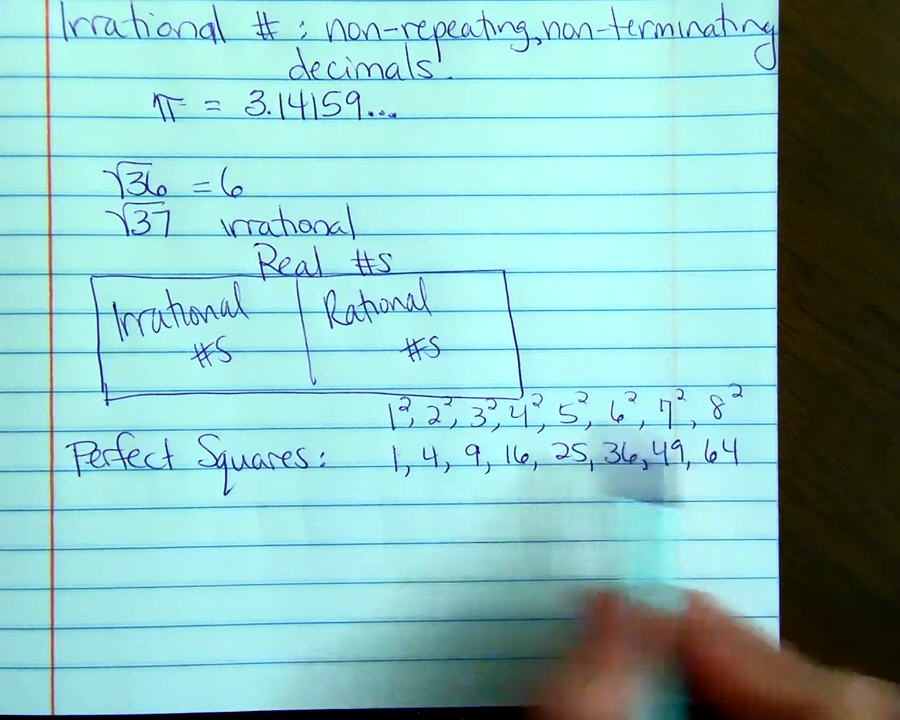 Irrational # : non-repeating, non-terminating
decimals.
π = 3.14159...
√36 = 6
√37 irrational
Real #s
Irrational #s
Rational #s
1², 2², 3², 4², 5², 6², 7², 8²
Perfect Squares: 1, 4, 9, 16, 25, 36, 49, 64